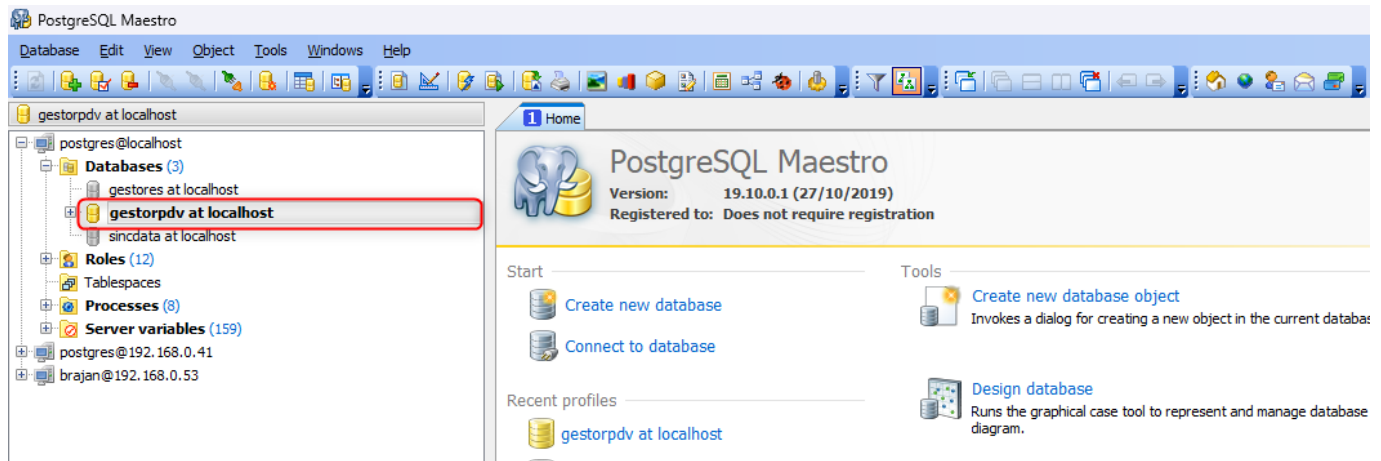 PostgreSQL Maestro
Database Edit View Object Tools Windows Help
gestorpdv at localhost
1 Home
postgres@localhost
Databases (3)
gestores at localhost
gestorpdv at localhost
sincdata at localhost
Roles (12)
Tablespaces
Processes (8)
Server variables (159)
postgres@192.168.0.41
brajan@192.168.0.53
PostgreSQL Maestro
Version: 19.10.0.1 (27/10/2019)
Registered to: Does not require registration
Start
Create new database
Connect to database
Recent profiles
gestorpdv at localhost
Tools
Create new database object
Invokes a dialog for creating a new object in the current databas
Design database
Runs the graphical case tool to represent and manage database
diagram.